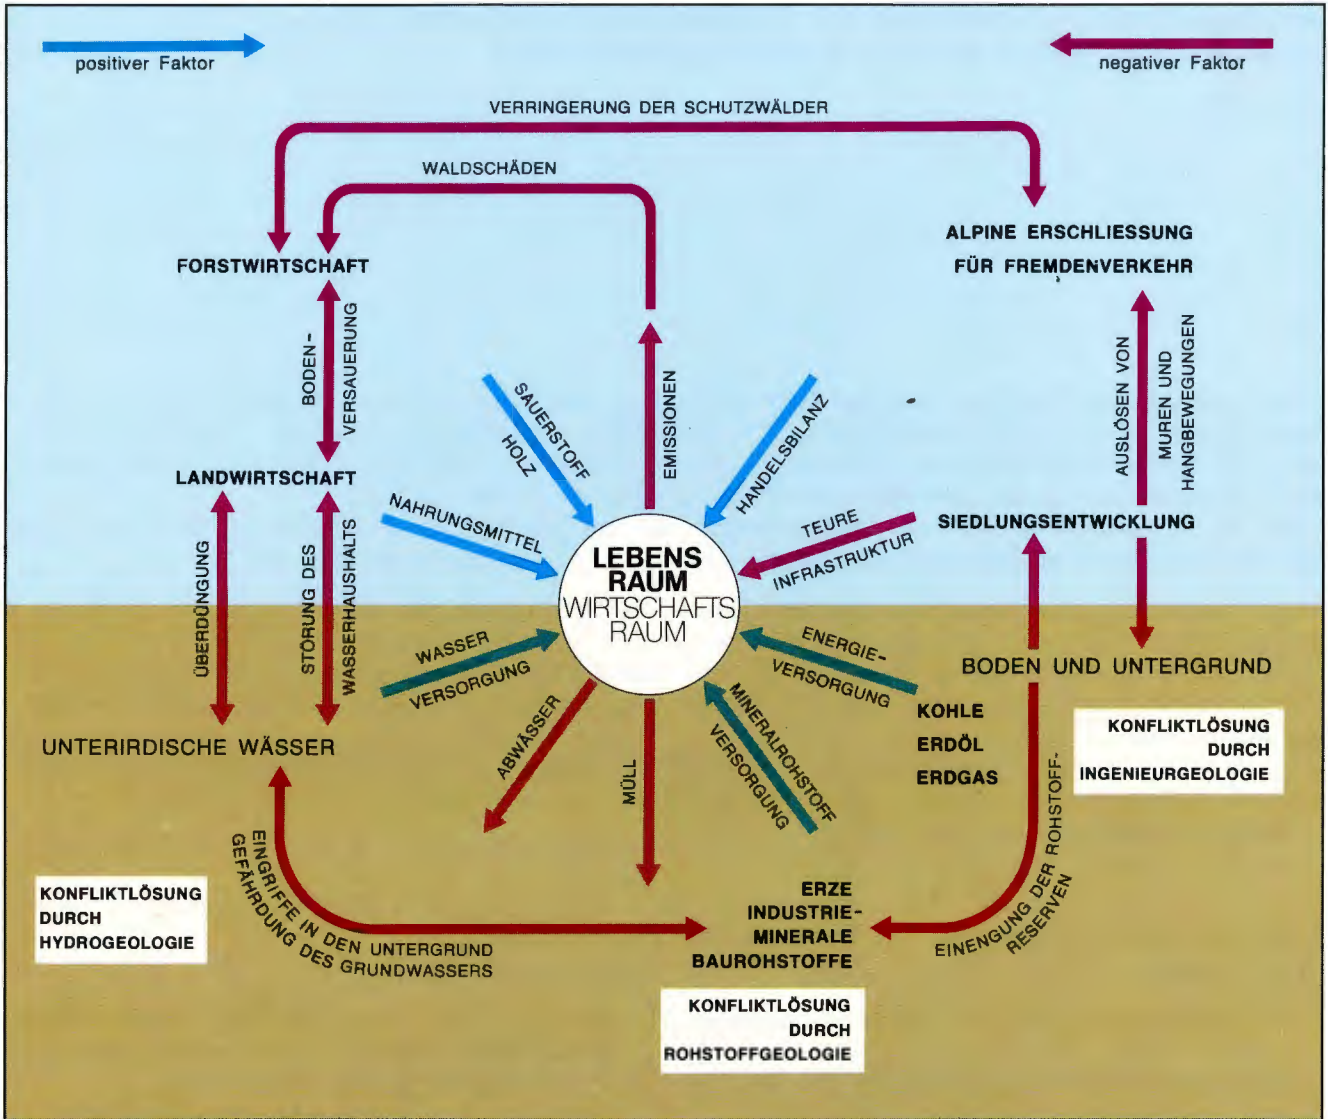 positiver Faktor
negativer Faktor
VERRINGERUNG DER SCHUTZWÄLDER
WALDSCHÄDEN
ALPINE ERSCHLIESSUNG
FÜR FREMDENVERKEHR
FORSTWIRTSCHAFT
BODEN-
VERSAUERUNG
SAUERSTOFF
HOLZ
EMISSIONEN
HANDELSBILANZ
AUSLÖSEN VON
MUREN UND
HANGBEWEGUNGEN
LANDWIRTSCHAFT
NAHRUNGSMITTEL
TEURE
INFRASTRUKTUR
SIEDLUNGSENTWICKLUNG
LEBENS
RAUM
WIRTSCHAFTS
RAUM
ÜBERDÜNGUNG
STÖRUNG DES
WASSERHAUSHALTS
WASSER
VERSORGUNG
ENERGIE-
VERSORGUNG
BODEN UND UNTERGRUND
KOHLE
ERDÖL
ERDGAS
KONFLIKTLÖSUNG
DURCH
INGENIEURGEOLOGIE
UNTERIRDISCHE WÄSSER
ABWÄSSER
MÜLL
MINERALROHSTOFF
VERSORGUNG
EINENGUNG DER ROHSTOFF-
RESERVEN
EINGRIFFE IN DEN UNTERGRUND
GEFÄHRDUNG DES GRUNDWASSERS
KONFLIKTLÖSUNG
DURCH
HYDROGEOLOGIE
ERZE
INDUSTRIE-
MINERALE
BAUROHSTOFFE
KONFLIKTLÖSUNG
DURCH
ROHSTOFFGEOLOGIE